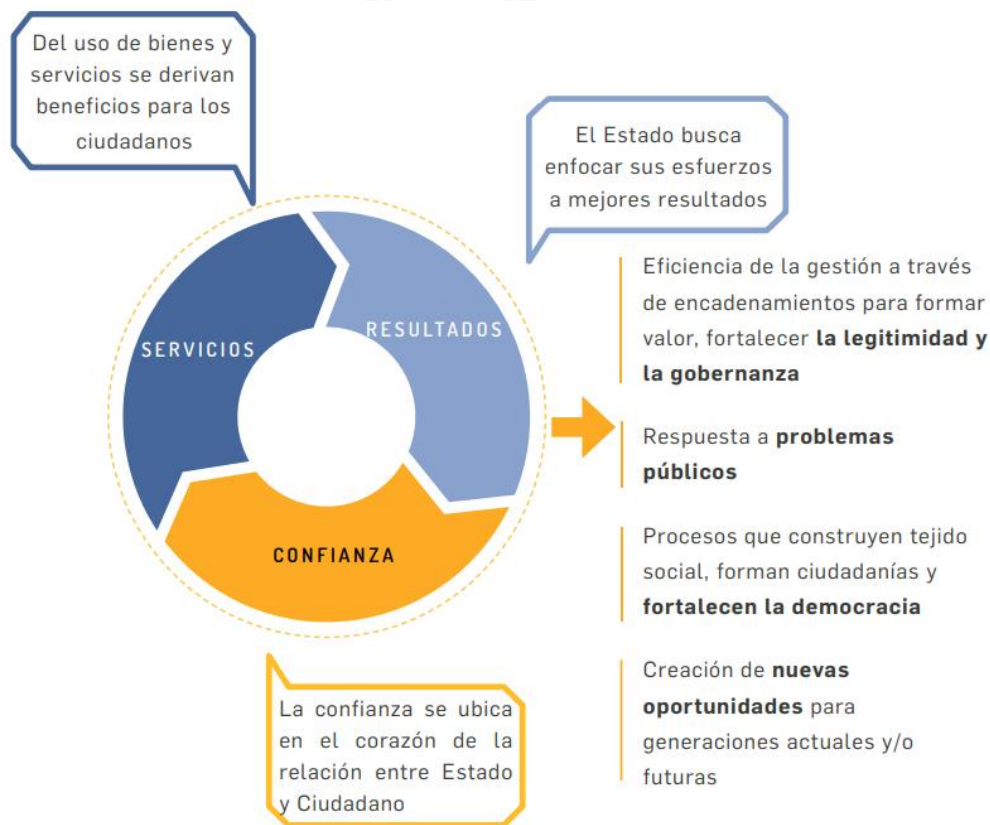 Del uso de bienes y
servicios se derivan
beneficios para los
ciudadanos
El Estado busca
enfocar sus esfuerzos
a mejores resultados
SERVICIOS
RESULTADOS
CONFIANZA
La confianza se ubica
en el corazón de la
relación entre Estado
y Ciudadano
Eficiencia de la gestión a través
de encadenamientos para formar
valor, fortalecer la legitimidad y
la gobernanza
Respuesta a problemas
públicos
Procesos que construyen tejido
social, forman ciudadanías y
fortalecen la democracia
Creación de nuevas
oportunidades para
generaciones actuales y/o
futuras